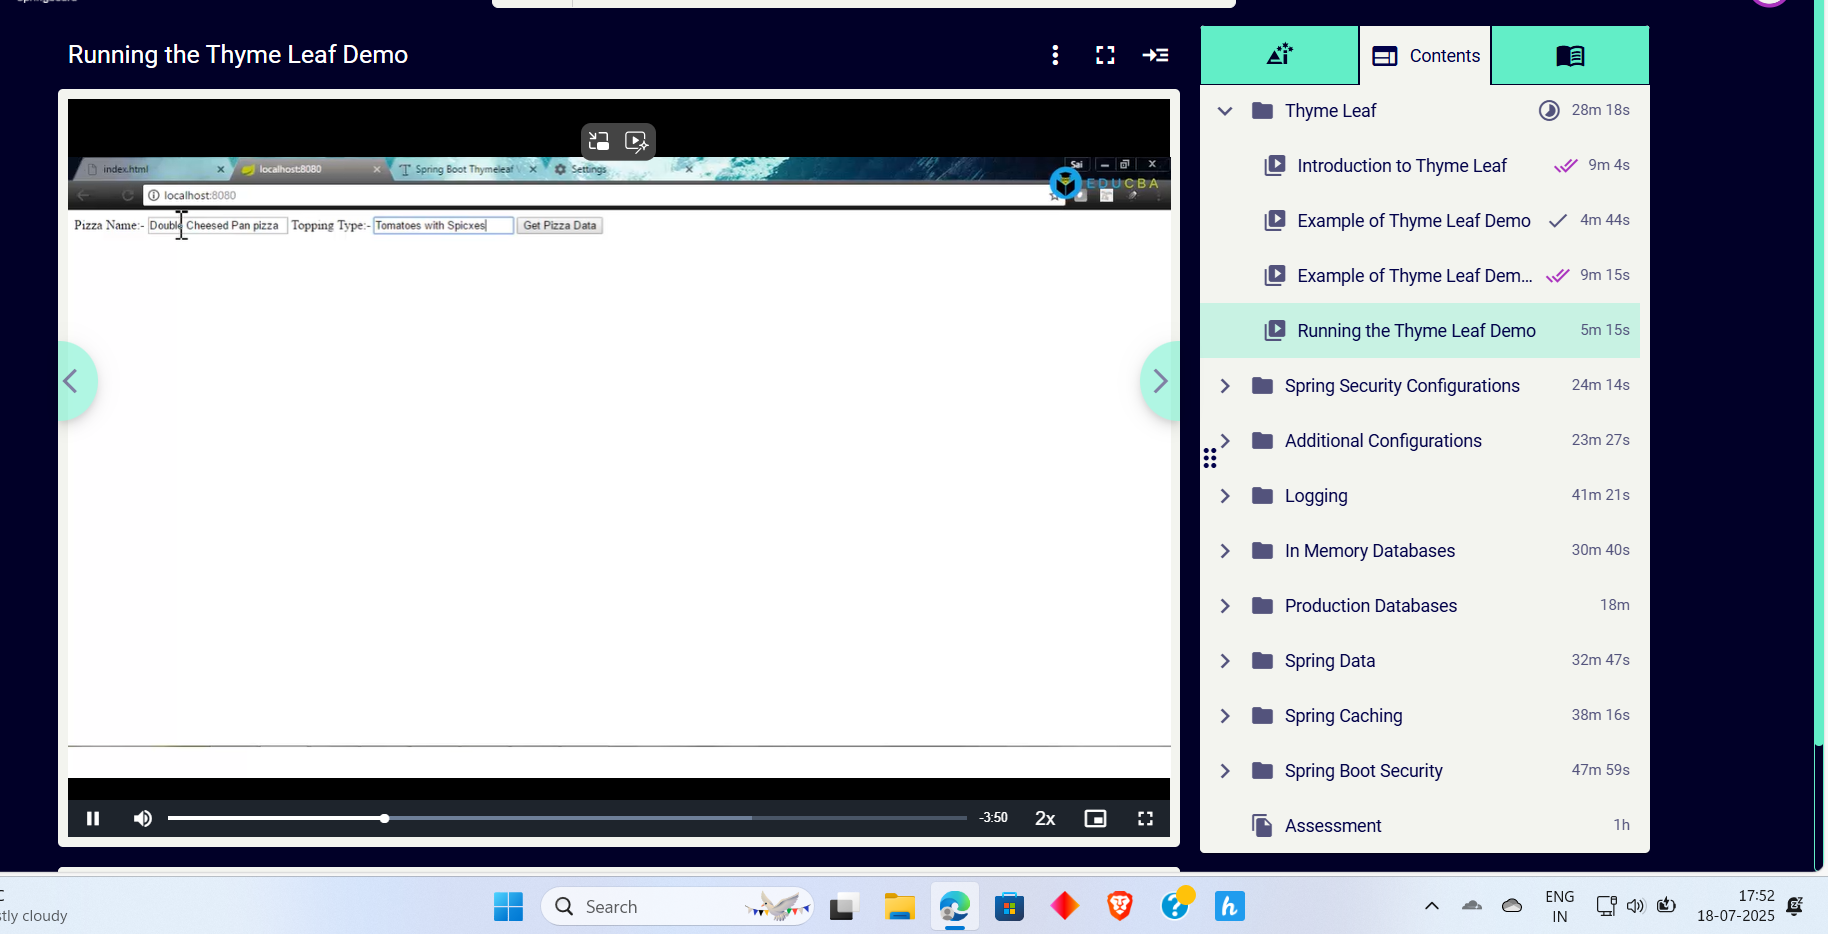 Running the Thyme Leaf Demo
index.html
localhost:8080
Spring Boot Thymeleaf
Settings
Sai
localhost:8080
EDUCBA
Pizza Name:- Double Cheesed Pan pizza Topping Type:- Tomatoes with Spicxes Get Pizza Data
-3:50
2x
Contents
Thyme Leaf 28m 18s
Introduction to Thyme Leaf 9m 4s
Example of Thyme Leaf Demo 4m 44s
Example of Thyme Leaf Dem... 9m 15s
Running the Thyme Leaf Demo 5m 15s
Spring Security Configurations 24m 14s
Additional Configurations 23m 27s
Logging 41m 21s
In Memory Databases 30m 40s
Production Databases 18m
Spring Data 32m 47s
Spring Caching 38m 16s
Spring Boot Security 47m 59s
Assessment 1h
C
stly cloudy
Search
h
ENG
IN
17:52
18-07-2025